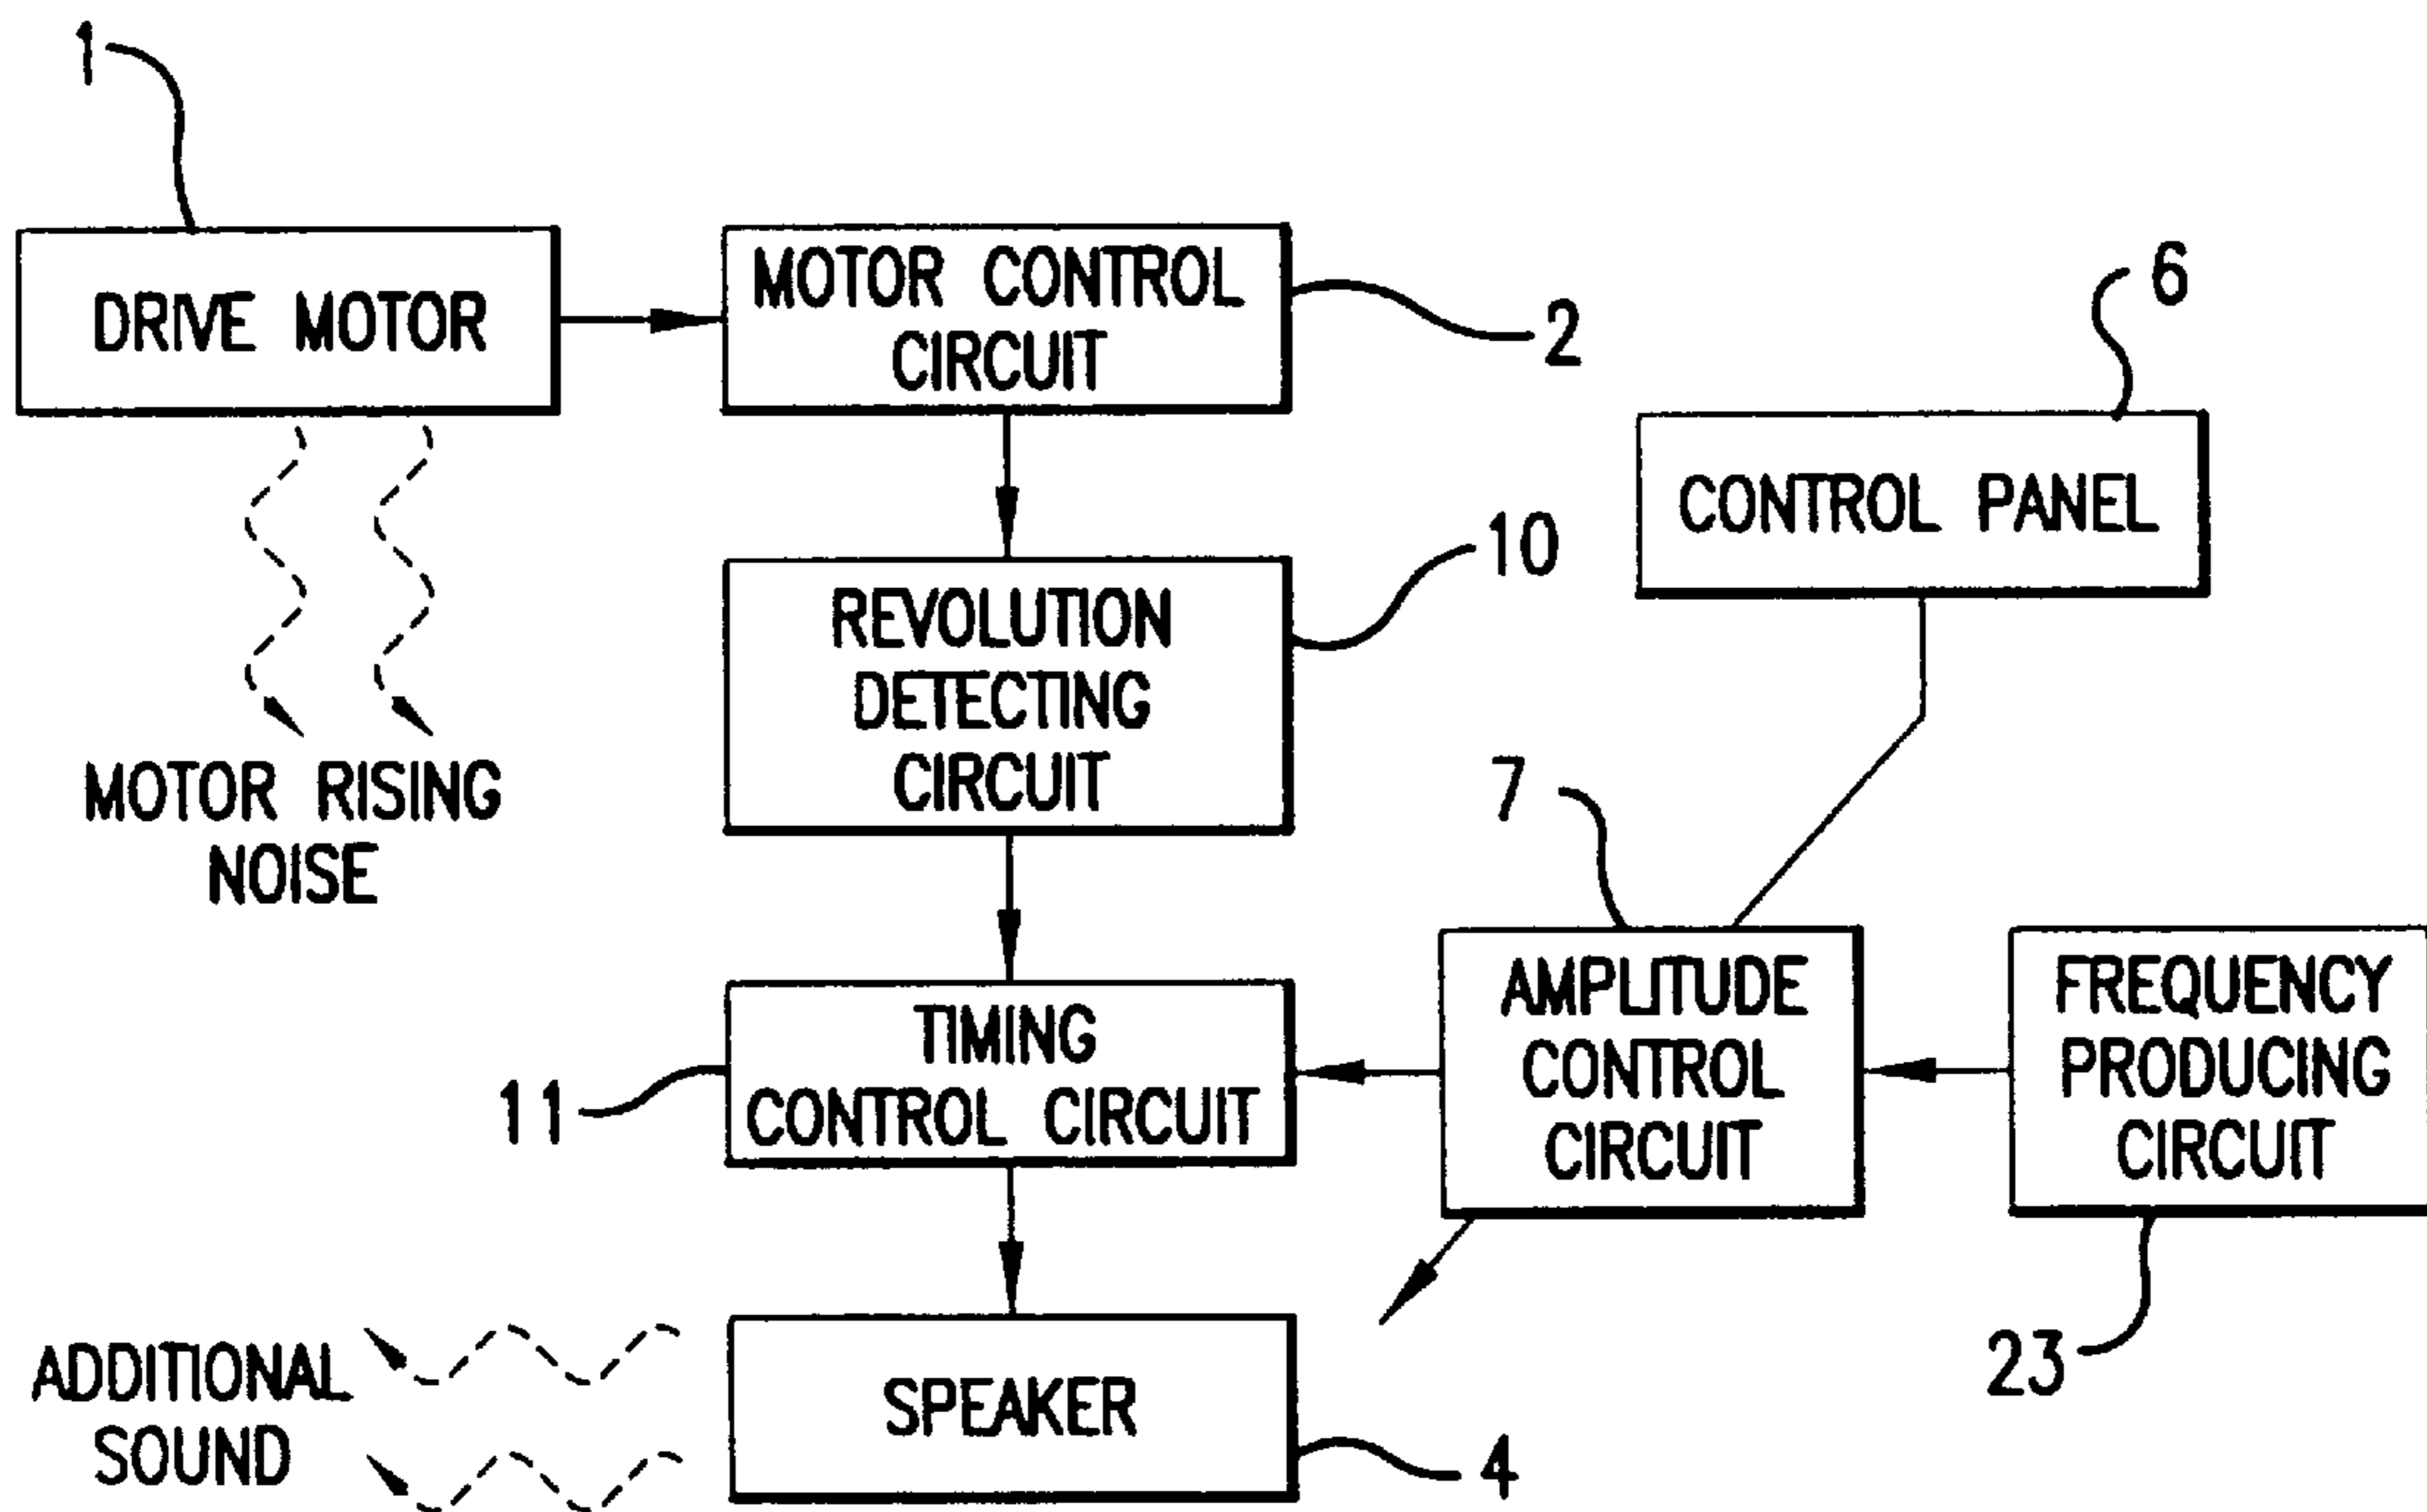 1
DRIVE MOTOR
MOTOR CONTROL
CIRCUIT
2
6
CONTROL PANEL
10
REVOLUTION
DETECTING
CIRCUIT
MOTOR RISING
NOISE
7
AMPLITUDE
CONTROL
CIRCUIT
FREQUENCY
PRODUCING
CIRCUIT
TIMING
CONTROL CIRCUIT
11
23
ADDITIONAL
SOUND
SPEAKER
4